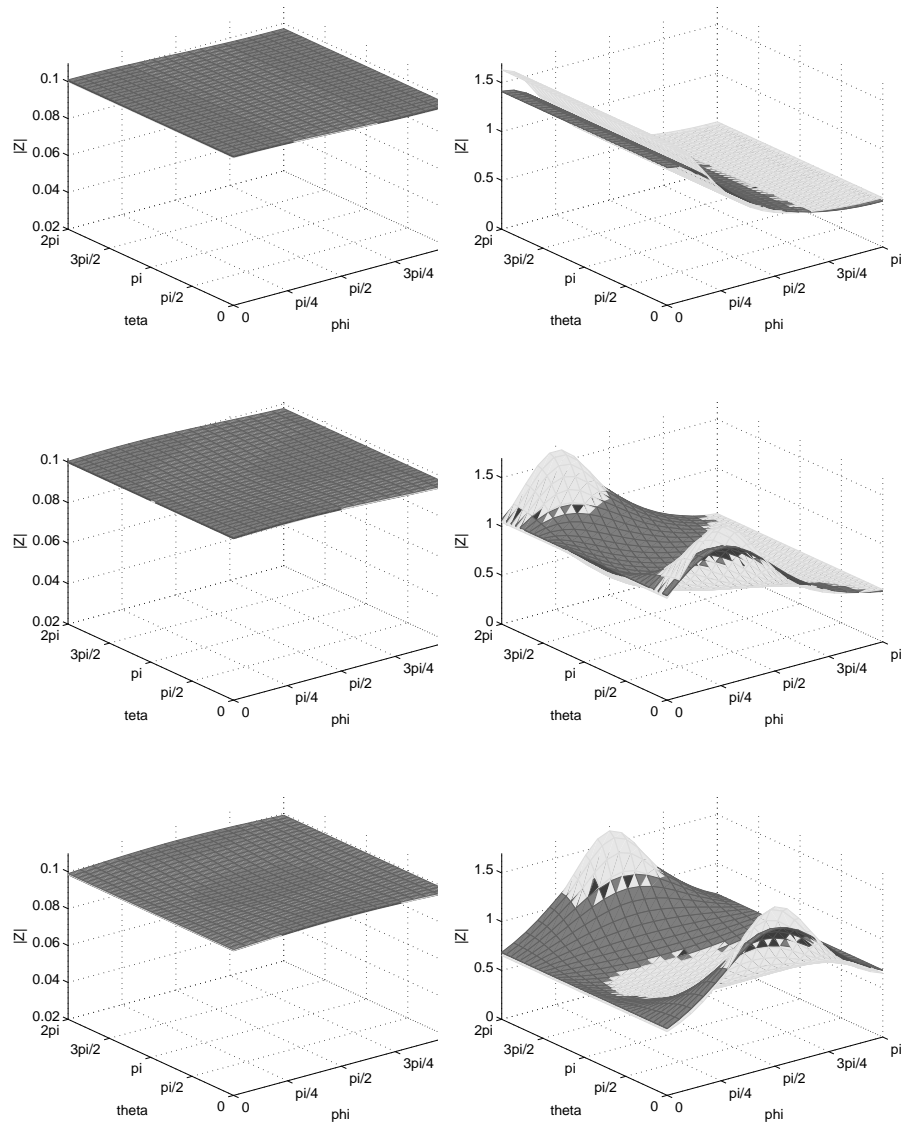 0.1
0.08
0.06
0.04
0.02
|Z|
2pi
3pi/2
pi
pi/2
0
teta
0
pi/4
pi/2
3pi/4
phi
1.5
1
0.5
0
|Z|
2pi
3pi/2
pi
pi/2
0
theta
0
pi/4
pi/2
3pi/4
pi
phi
0.1
0.08
0.06
0.04
0.02
|Z|
2pi
3pi/2
pi
pi/2
0
teta
0
pi/4
pi/2
3pi/4
phi
1.5
1
0.5
0
|Z|
2pi
3pi/2
pi
pi/2
0
theta
0
pi/4
pi/2
3pi/4
pi
phi
0.1
0.08
0.06
0.04
0.02
|Z|
2pi
3pi/2
pi
pi/2
0
theta
0
pi/4
pi/2
3pi/4
phi
1.5
1
0.5
0
|Z|
2pi
3pi/2
pi
pi/2
0
theta
0
pi/4
pi/2
3pi/4
pi
phi